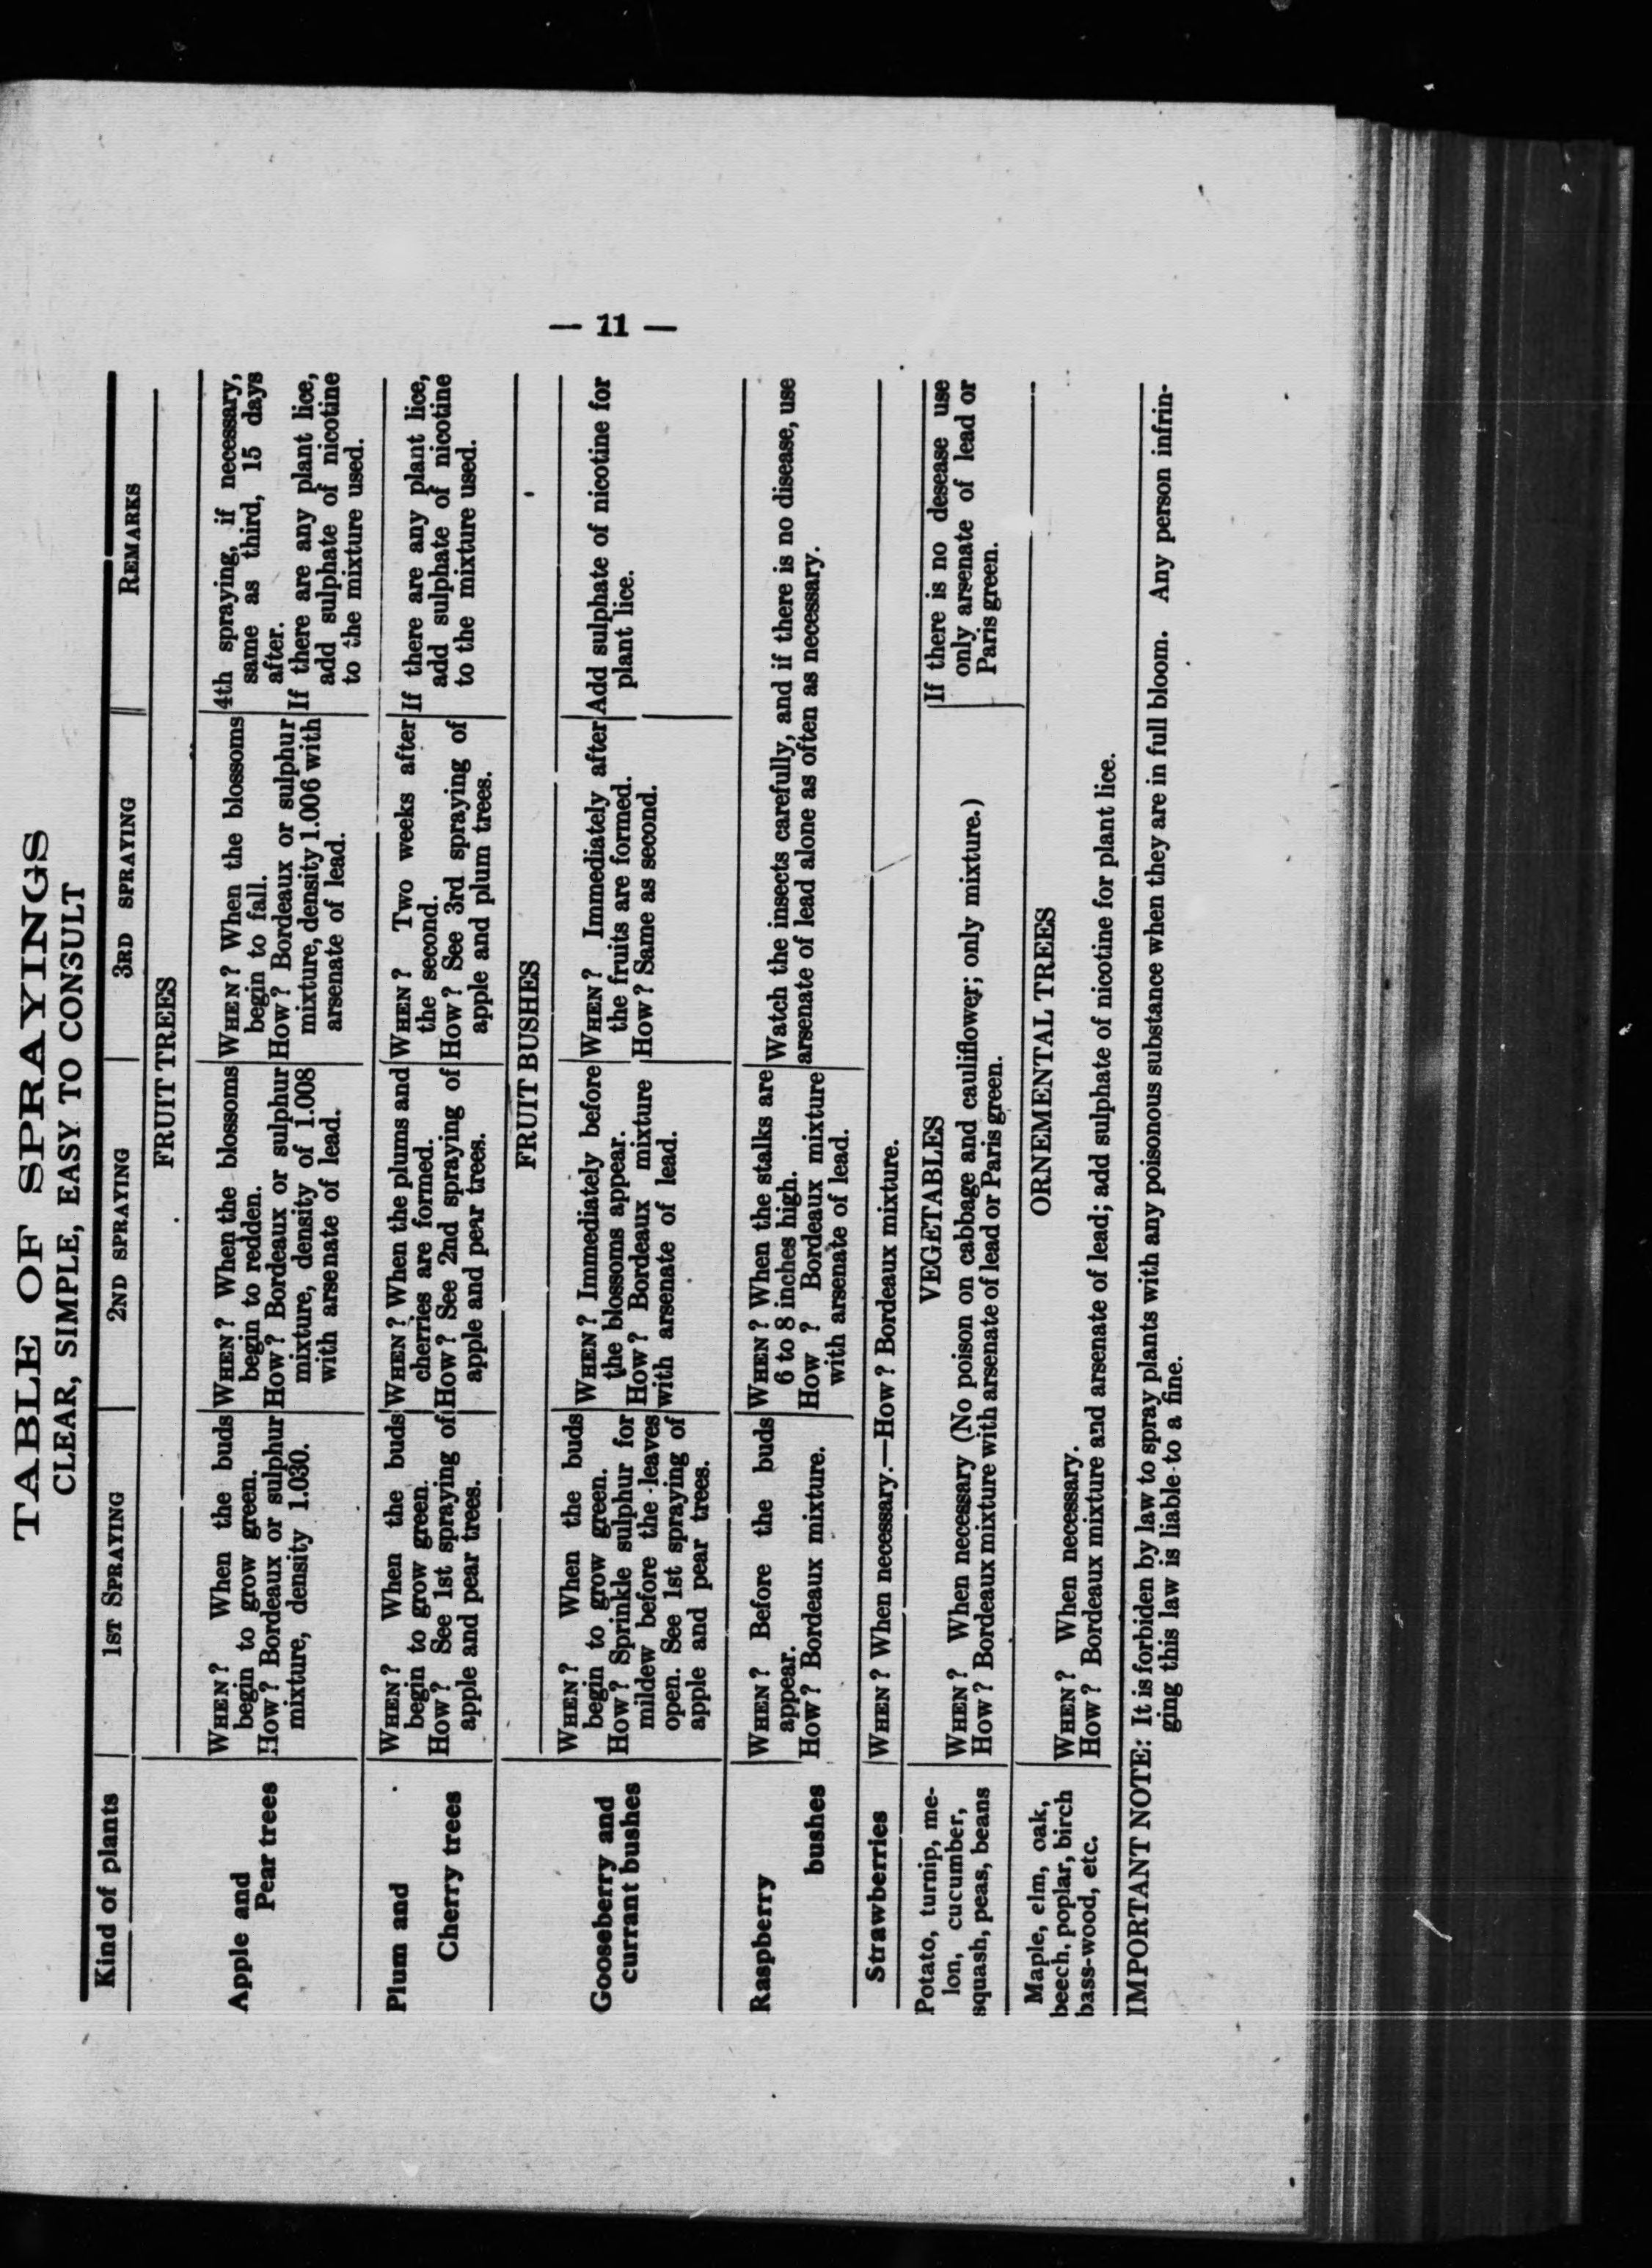 TABLE OF SPRAYINGS
CLEAR, SIMPLE, EASY TO CONSULT
Kind of plants
1ST SPRAYING
2ND SPRAYING
3RD SPRAYING
REMARKS
FRUIT TREES
Apple and
Pear trees
WHEN? When the buds
begin to grow green.
How? Bordeaux or sulphur
mixture, density 1.030.
WHEN? When the blossoms
begin to redden.
How? Bordeaux or sulphur
mixture, density of 1.008
with arsenate of lead.
WHEN? When the blossoms
begin to fall.
How? Bordeaux or sulphur
mixture, density 1.006 with
arsenate of lead.
4th spraying, if necessary,
same as third, 15 days
after.
If there are any plant lice,
add sulphate of nicotine
to the mixture used.
Plum and
Cherry trees
WHEN? When the buds
begin to grow green.
How? See 1st spraying of
apple and pear trees.
WHEN? When the plums and
cherries are formed.
How? See 2nd spraying of
apple and pear trees.
WHEN? Two weeks after
the second.
How? See 3rd spraying of
apple and plum trees.
If there are any plant lice,
add sulphate of nicotine
to the mixture used.
FRUIT BUSHES
Gooseberry and
currant bushes
WHEN? When the buds
begin to grow green.
How? Sprinkle sulphur for
mildew before the leaves
open. See 1st spraying of
apple and pear trees.
WHEN? Immediately before
the blossoms appear.
How? Bordeaux mixture
with arsenate of lead.
WHEN? Immediately after
the fruits are formed.
How? Same as second.
Add sulphate of nicotine for
plant lice.
Raspberry
bushes
WHEN? Before the buds
appear.
How? Bordeaux mixture.
WHEN? When the stalks are
6 to 8 inches high.
How ? Bordeaux mixture
with arsenate of lead.
Watch the insects carefully, and if there is no disease, use
arsenate of lead alone as often as necessary.
Strawberries
WHEN? When necessary.—How? Bordeaux mixture.
VEGETABLES
Potato, turnip, me-
lon, cucumber,
squash, peas, beans
WHEN? When necessary (No poison on cabbage and cauliflower; only mixture.)
How? Bordeaux mixture with arsenate of lead or Paris green.
If there is no desease use
only arsenate of lead or
Paris green.
ORNEMENTAL TREES
Maple, elm, oak,
beech, poplar, birch
bass-wood, etc.
WHEN? When necessary.
How? Bordeaux mixture and arsenate of lead; add sulphate of nicotine for plant lice.
IMPORTANT NOTE: It is forbiden by law to spray plants with any poisonous substance when they are in full bloom. Any person infrin-
ging this law is liable to a fine.
— 11 —